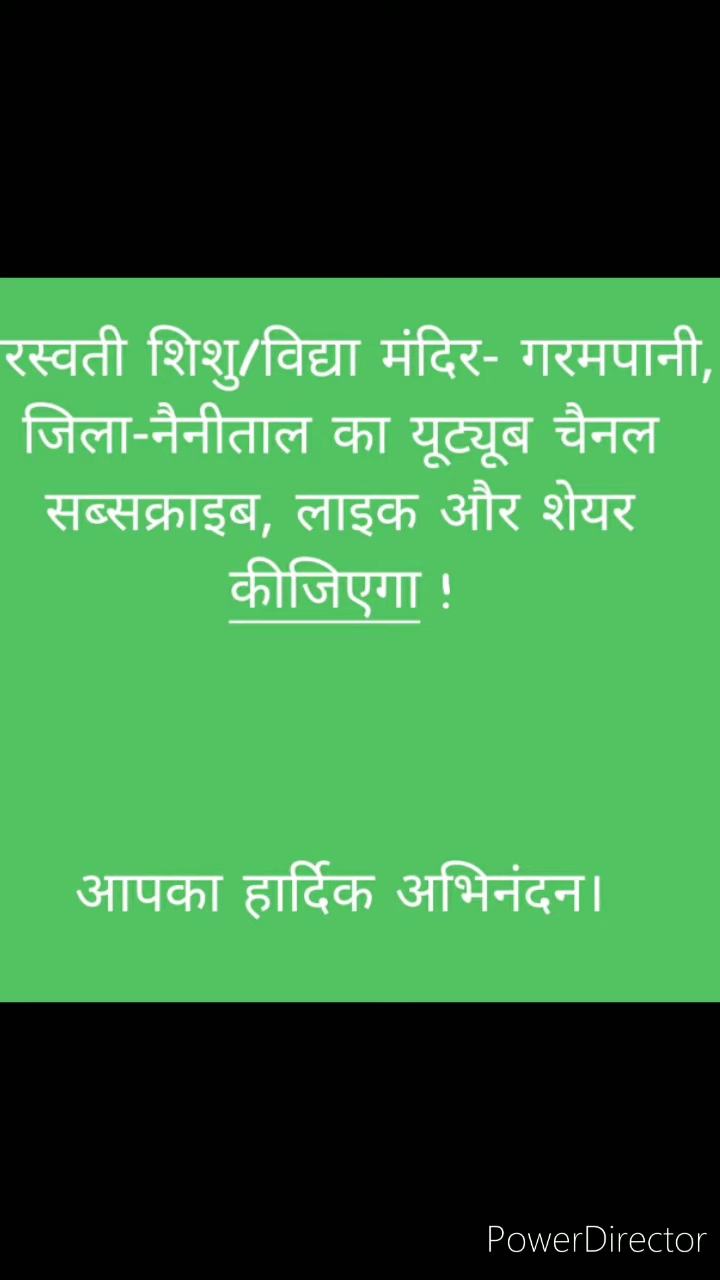 रस्वती शिशु/विद्या मंदिर- गरमपानी,
जिला-नैनीताल का यूट्यूब चैनल
सब्सक्राइब, लाइक और शेयर
कीजिएगा !
आपका हार्दिक अभिनंदन।
PowerDirector